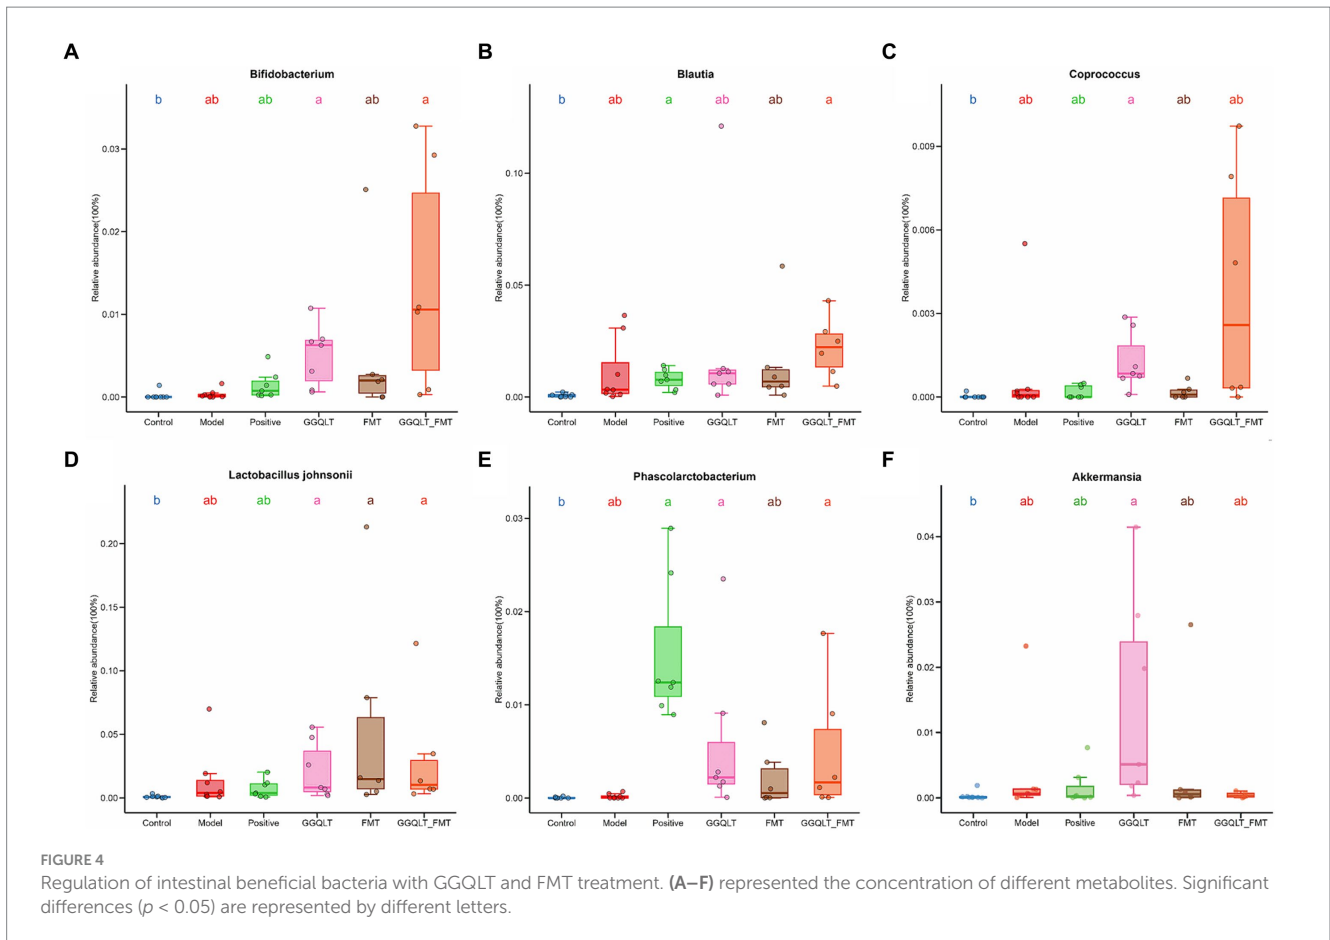 A
Bifidobacterium
b ab ab a ab a
0.03
0.02
0.01
0.00
Relative abundance(100%)
Control Model Positive GGQLT FMT GGQLT_FMT
B
Blautia
b ab a ab ab a
0.10
0.05
0.00
Relative abundance(100%)
Control Model Positive GGQLT FMT GGQLT_FMT
C
Coprococcus
b ab ab a ab ab
0.009
0.006
0.003
0.000
Relative abundance(100%)
Control Model Positive GGQLT FMT GGQLT_FMT
D
Lactobacillus johnsonii
b ab ab a a a
0.20
0.15
0.10
0.05
0.00
Relative abundance(100%)
Control Model Positive GGQLT FMT GGQLT_FMT
E
Phascolarctobacterium
b ab a a ab a
0.03
0.02
0.01
0.00
Relative abundance(100%)
Control Model Positive GGQLT FMT GGQLT_FMT
F
Akkermansia
b ab ab a ab ab
0.04
0.03
0.02
0.01
0.00
Relative abundance(100%)
Control Model Positive GGQLT FMT GGQLT_FMT
FIGURE 4
Regulation of intestinal beneficial bacteria with GGQLT and FMT treatment. (A–F) represented the concentration of different metabolites. Significant
differences (p < 0.05) are represented by different letters.